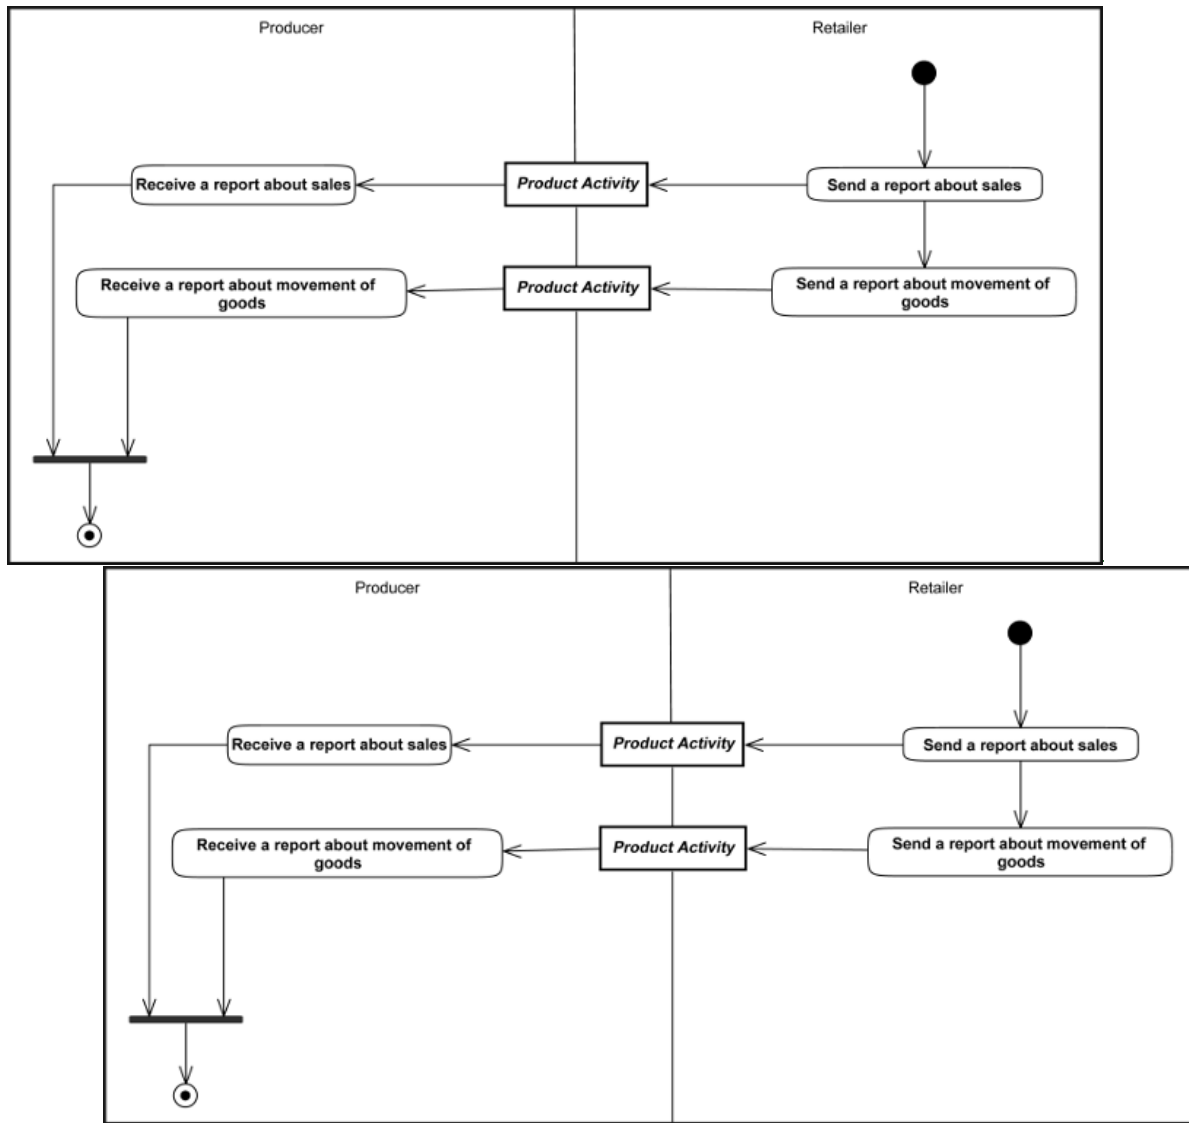 Producer
Retailer
Receive a report about sales
Product Activity
Send a report about sales
Receive a report about movement of
goods
Product Activity
Send a report about movement of
goods
Producer
Retailer
Receive a report about sales
Product Activity
Send a report about sales
Receive a report about movement of
goods
Product Activity
Send a report about movement of
goods